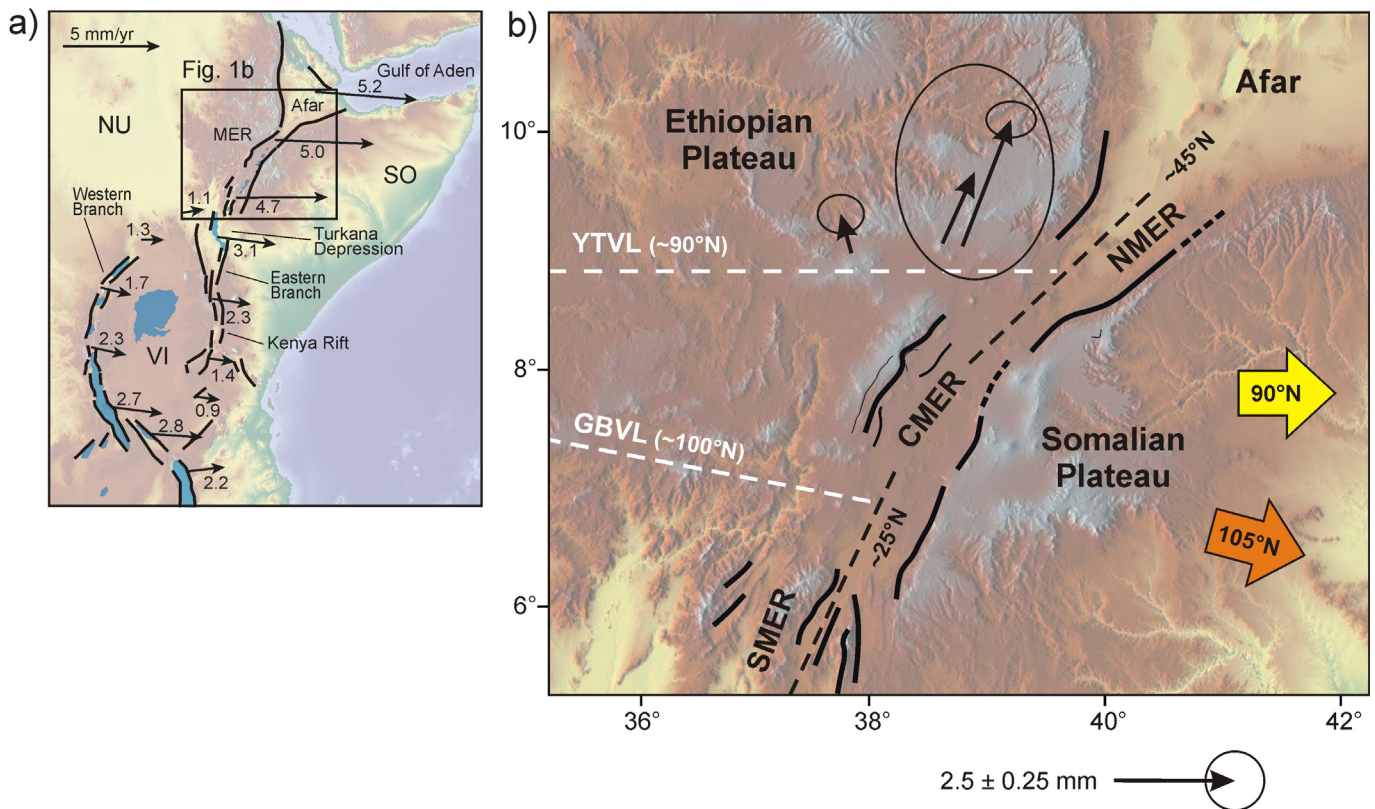 a)
5 mm/yr
Fig. 1b
Gulf of Aden
5.2
NU
Afar
MER
5.0
SO
Western
Branch
1.1
4.7
1.3
Turkana
Depression
3.1
Eastern
Branch
1.7
2.3
2.3
Kenya Rift
VI
1.4
2.7
0.9
2.8
2.2
b)
Afar
Ethiopian
Plateau
10°
~45°N
NMER
YTVL (~90°N)
8°
90°N
CMER
GBVL (~100°N)
Somalian
Plateau
~25°N
105°N
6°
SMER
36°
38°
40°
42°
2.5 ± 0.25 mm